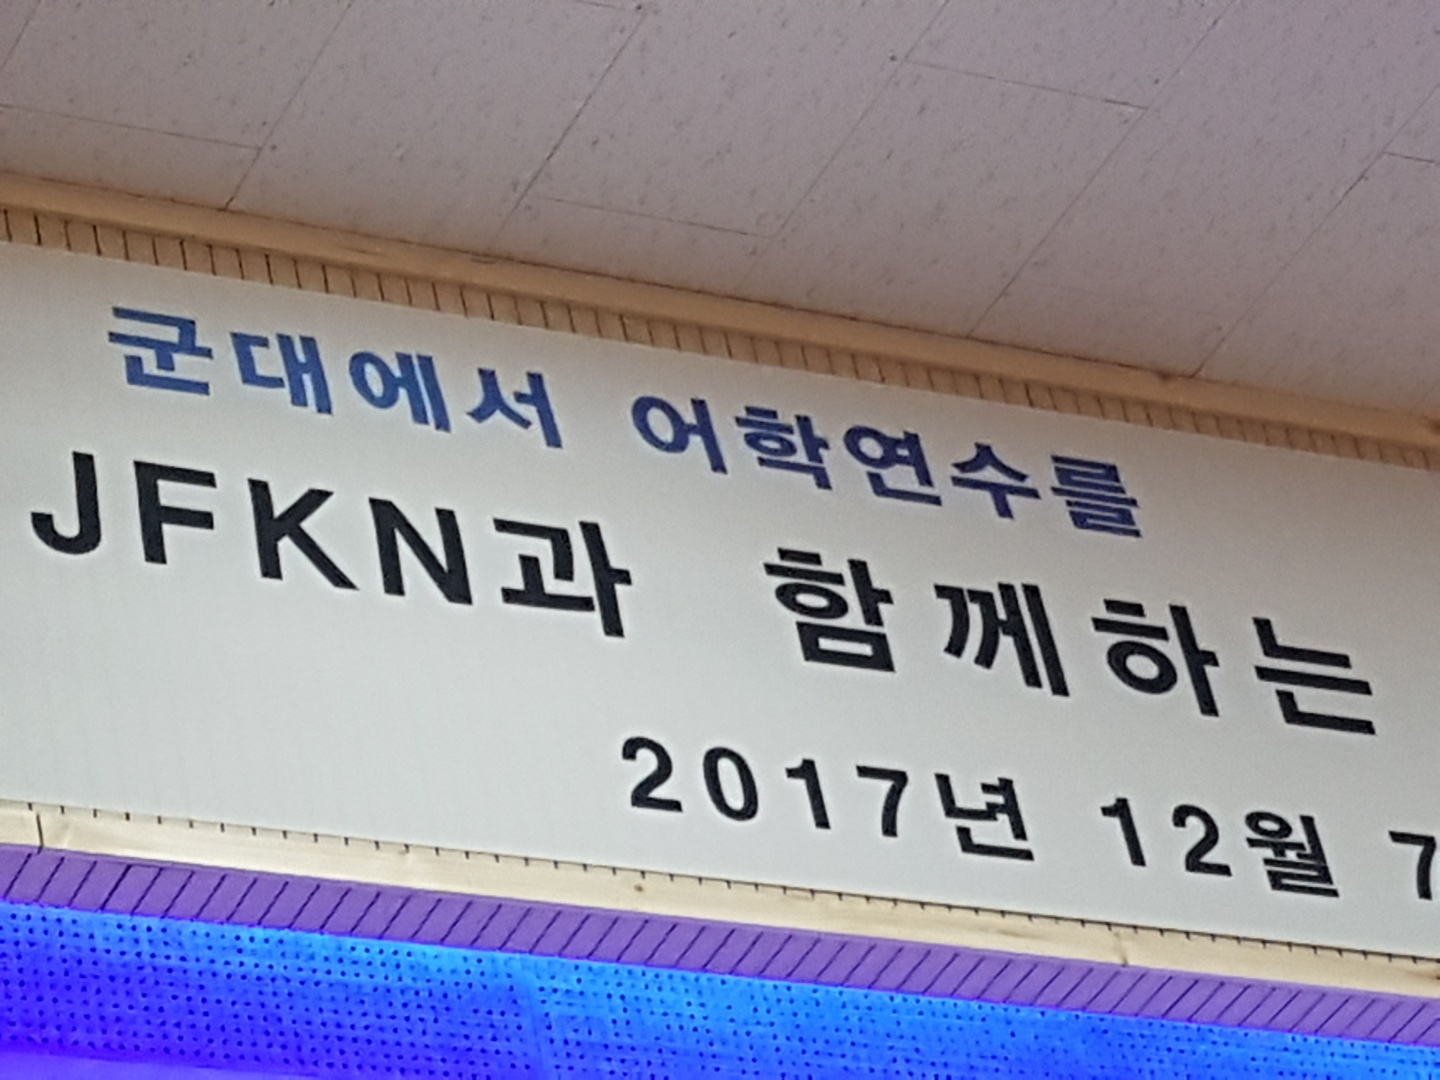 군대에서 어학연수를
JFKN과 함께하는
2017년 12월 7